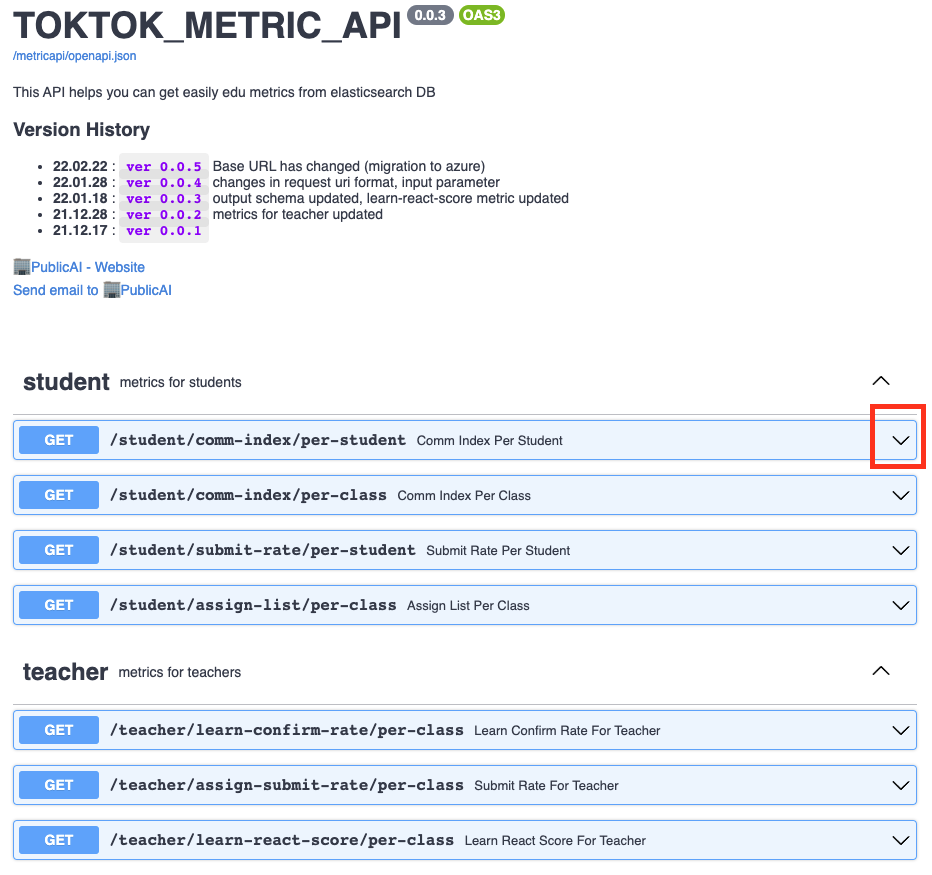 TOKTOK_METRIC_API 0.0.3 OAS3
/metricapi/openapi.json
This API helps you can get easily edu metrics from elasticsearch DB
Version History
22.02.22 : ver 0.0.5 Base URL has changed (migration to azure)
22.01.28 : ver 0.0.4 changes in request uri format, input parameter
22.01.18 : ver 0.0.3 output schema updated, learn-react-score metric updated
21.12.28 : ver 0.0.2 metrics for teacher updated
21.12.17 : ver 0.0.1
🏢PublicAI - Website
Send email to 🏢PublicAI
student metrics for students
GET /student/comm-index/per-student Comm Index Per Student
GET /student/comm-index/per-class Comm Index Per Class
GET /student/submit-rate/per-student Submit Rate Per Student
GET /student/assign-list/per-class Assign List Per Class
teacher metrics for teachers
GET /teacher/learn-confirm-rate/per-class Learn Confirm Rate For Teacher
GET /teacher/assign-submit-rate/per-class Submit Rate For Teacher
GET /teacher/learn-react-score/per-class Learn React Score For Teacher